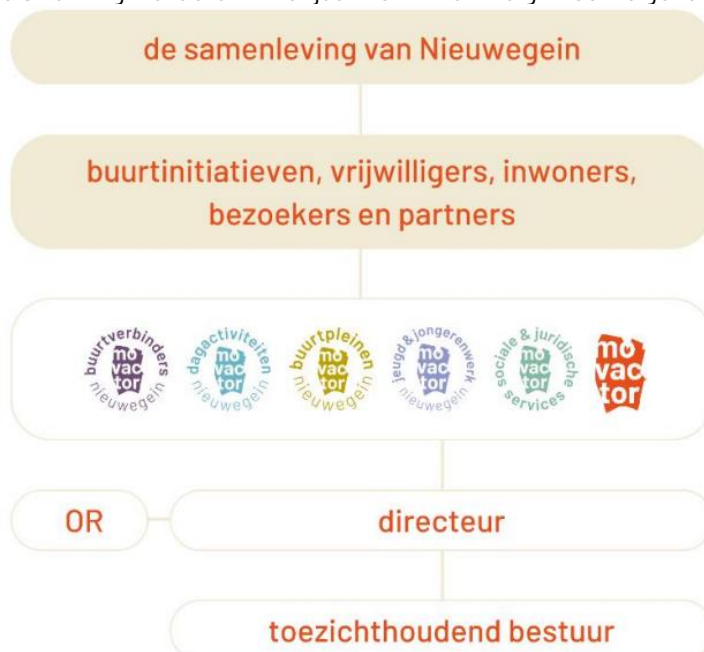 de samenleving van Nieuwegein
buurtinitiatieven, vrijwilligers, inwoners,
bezoekers en partners
buurtverbinders
mo
vac
tor
nieuwegein
dagactiviteiten
mo
vac
tor
nieuwegein
buurtpleinen
mo
vac
tor
nieuwegein
jeugd & jongerenwerk
mo
vac
tor
nieuwegein
sociale & juridische
mo
vac
tor
services
mo
vac
tor
OR
directeur
toezichthoudend bestuur